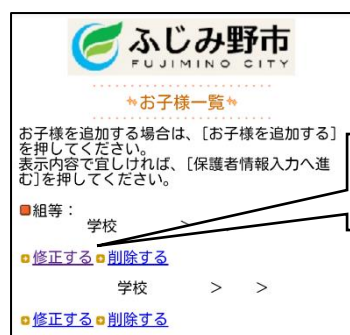 ふじみ野市
FUJIMINO CITY
お子様一覧
お子様を追加する場合は、[お子様を追加する]
を押してください。
表示内容で宜しければ、[保護者情報入力へ進
む]を押してください。
組等：
学校 >
修正する 削除する
学校 > >
修正する 削除する